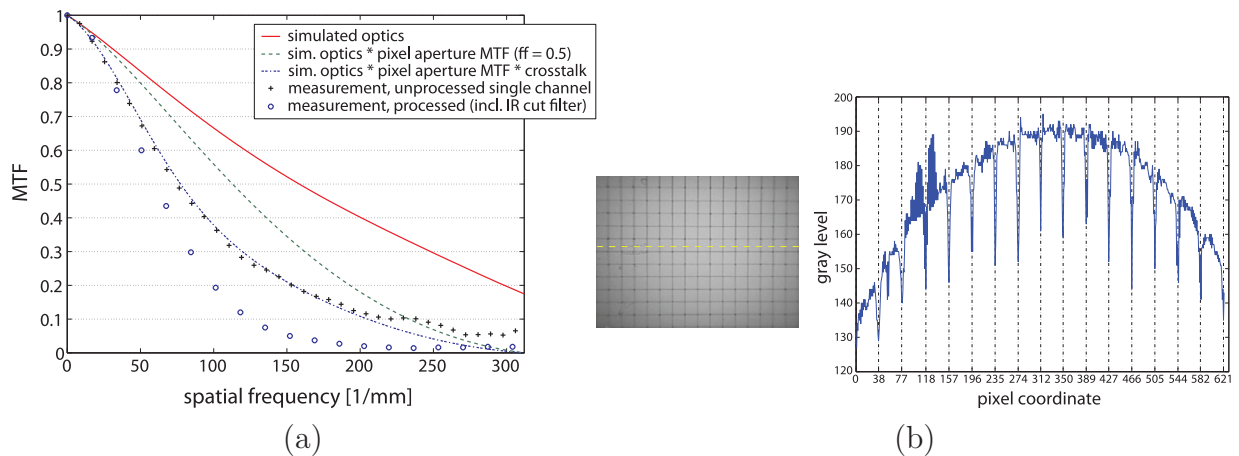 1
0.9
0.8
0.7
0.6
0.5
0.4
0.3
0.2
0.1
0
MTF
0 50 100 150 200 250 300
spatial frequency [1/mm]
simulated optics
sim. optics * pixel aperture MTF (ff = 0.5)
sim. optics * pixel aperture MTF * crosstalk
measurement, unprocessed single channel
measurement, processed (incl. IR cut filter)
(a)
200
190
180
170
160
150
140
130
120
gray level
0 38 77 118 157 196 235 274 312 350 389 427 466 505 544 582 621
pixel coordinate
(b)